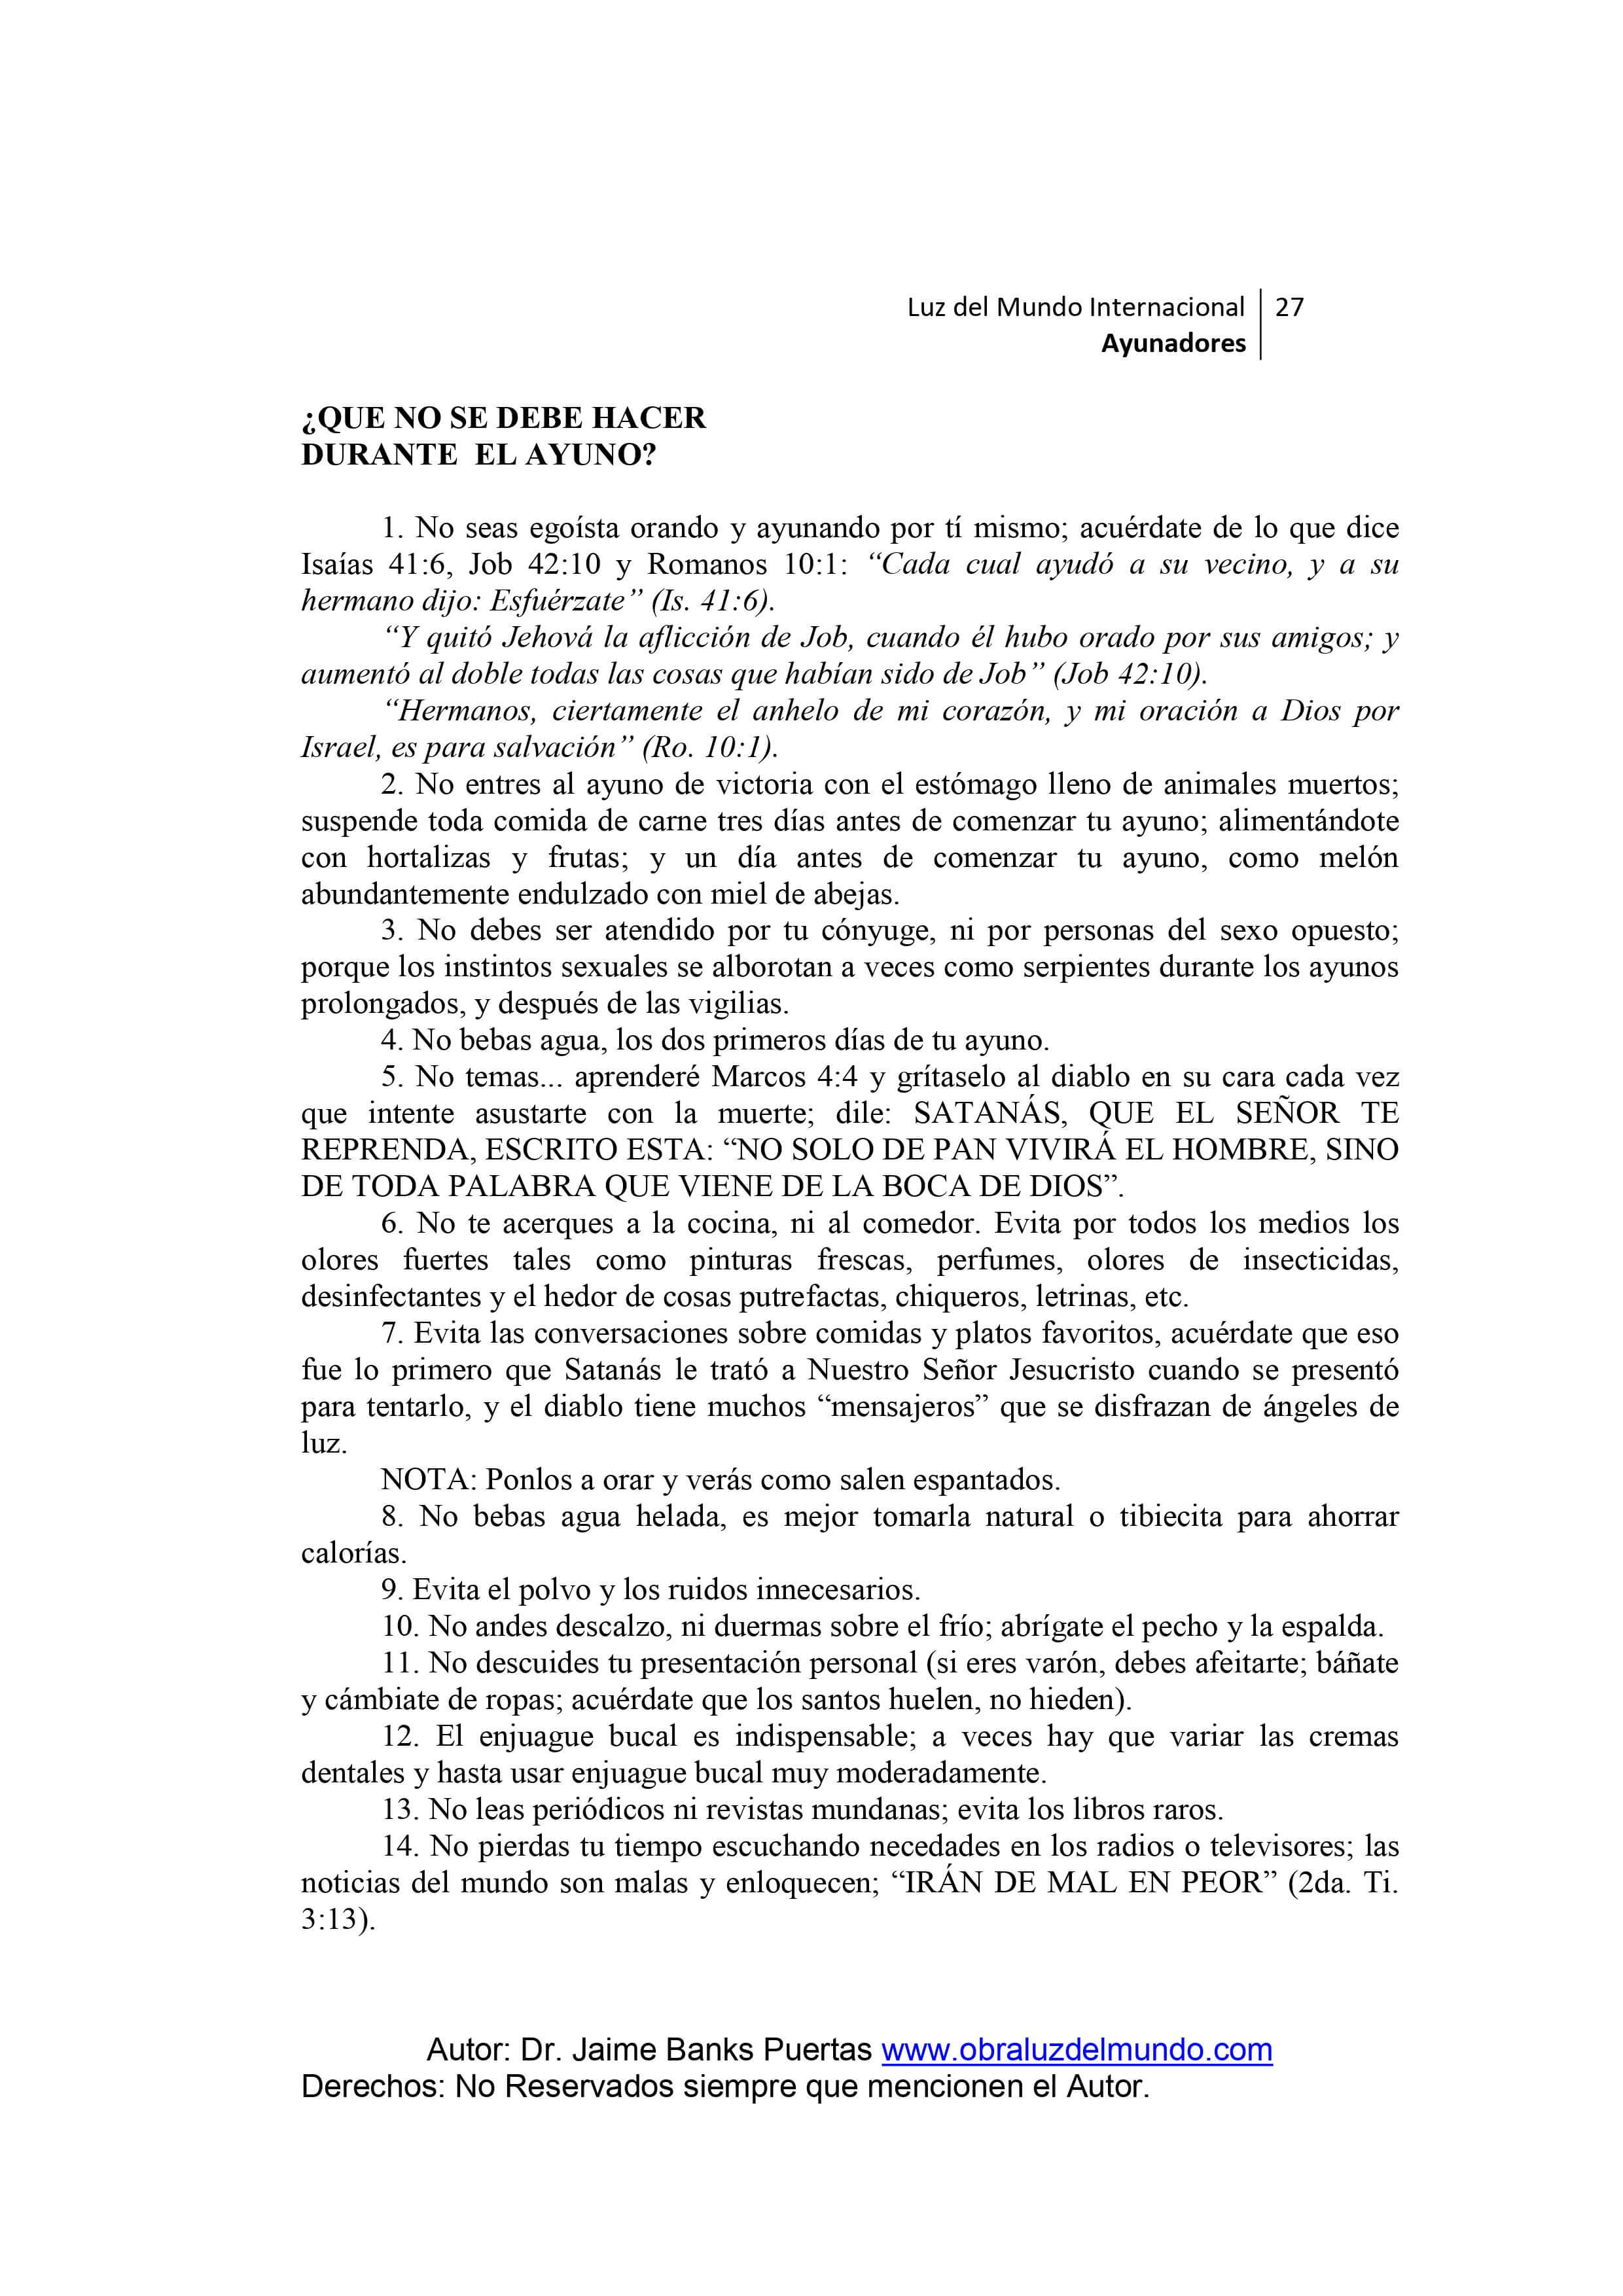 Luz del Mundo Internacional 27
Ayunadores
¿QUE NO SE DEBE HACER
DURANTE  EL AYUNO?
1. No seas egoísta orando y ayunando por tí mismo; acuérdate de lo que dice
Isaías 41:6, Job 42:10 y Romanos 10:1: “Cada cual ayudó a su vecino, y a su
hermano dijo: Esfuérzate” (Is. 41:6).
“Y quitó Jehová la aflicción de Job, cuando él hubo orado por sus amigos; y
aumentó al doble todas las cosas que habían sido de Job” (Job 42:10).
“Hermanos, ciertamente el anhelo de mi corazón, y mi oración a Dios por
Israel, es para salvación” (Ro. 10:1).
2. No entres al ayuno de victoria con el estómago lleno de animales muertos;
suspende toda comida de carne tres días antes de comenzar tu ayuno; alimentándote
con hortalizas y frutas; y un día antes de comenzar tu ayuno, como melón
abundantemente endulzado con miel de abejas.
3. No debes ser atendido por tu cónyuge, ni por personas del sexo opuesto;
porque los instintos sexuales se alborotan a veces como serpientes durante los ayunos
prolongados, y después de las vigilias.
4. No bebas agua, los dos primeros días de tu ayuno.
5. No temas... aprenderé Marcos 4:4 y grítaselo al diablo en su cara cada vez
que intente asustarte con la muerte; dile: SATANÁS, QUE EL SEÑOR TE
REPRENDA, ESCRITO ESTA: “NO SOLO DE PAN VIVIRÁ EL HOMBRE, SINO
DE TODA PALABRA QUE VIENE DE LA BOCA DE DIOS”.
6. No te acerques a la cocina, ni al comedor. Evita por todos los medios los
olores fuertes tales como pinturas frescas, perfumes, olores de insecticidas,
desinfectantes y el hedor de cosas putrefactas, chiqueros, letrinas, etc.
7. Evita las conversaciones sobre comidas y platos favoritos, acuérdate que eso
fue lo primero que Satanás le trató a Nuestro Señor Jesucristo cuando se presentó
para tentarlo, y el diablo tiene muchos “mensajeros” que se disfrazan de ángeles de
luz.
NOTA: Ponlos a orar y verás como salen espantados.
8. No bebas agua helada, es mejor tomarla natural o tibiecita para ahorrar
calorías.
9. Evita el polvo y los ruidos innecesarios.
10. No andes descalzo, ni duermas sobre el frío; abrígate el pecho y la espalda.
11. No descuides tu presentación personal (si eres varón, debes afeitarte; báñate
y cámbiate de ropas; acuérdate que los santos huelen, no hieden).
12. El enjuague bucal es indispensable; a veces hay que variar las cremas
dentales y hasta usar enjuague bucal muy moderadamente.
13. No leas periódicos ni revistas mundanas; evita los libros raros.
14. No pierdas tu tiempo escuchando necedades en los radios o televisores; las
noticias del mundo son malas y enloquecen; “IRÁN DE MAL EN PEOR” (2da. Ti.
3:13).
Autor: Dr. Jaime Banks Puertas www.obraluzdelmundo.com
Derechos: No Reservados siempre que mencionen el Autor.